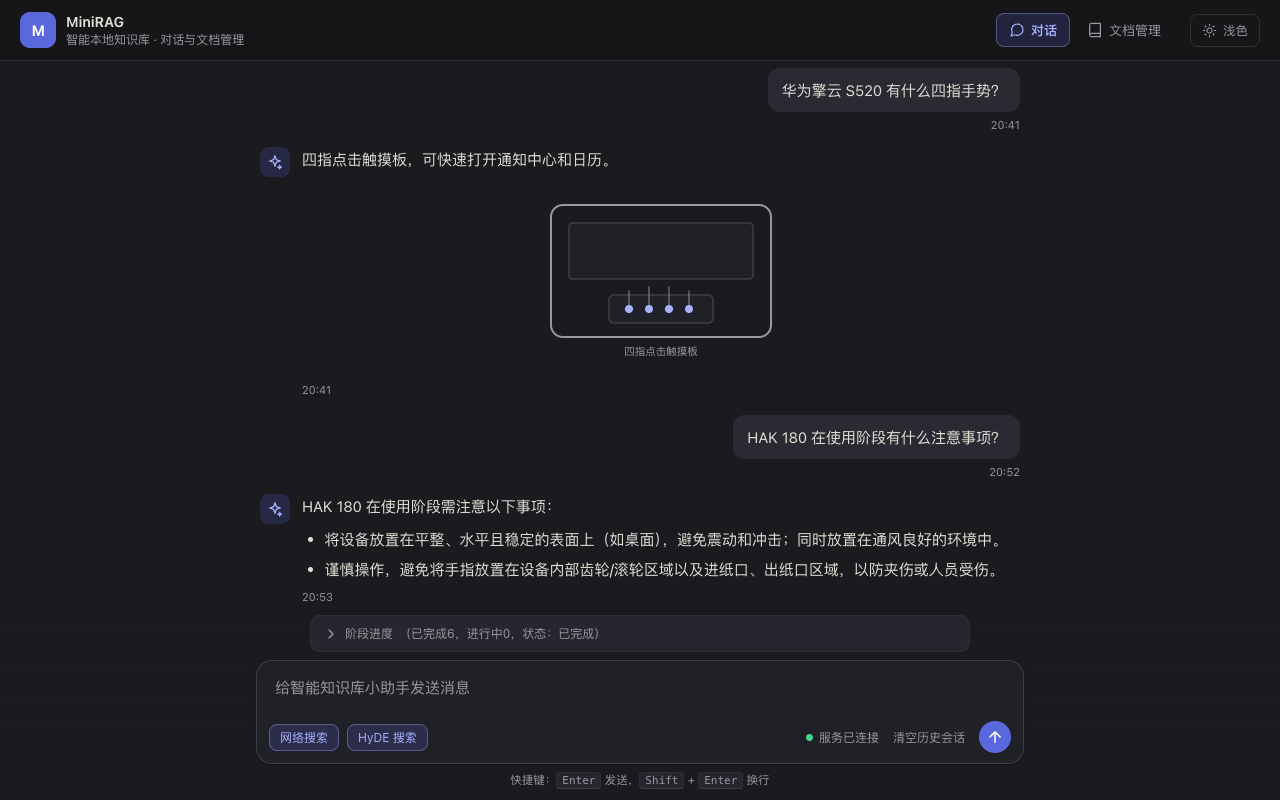 M
MiniRAG
智能本地知识库 · 对话与文档管理
对话
文档管理
浅色
华为擎云 S520 有什么四指手势？
20:41
四指点击触摸板，可快速打开通知中心和日历。
四指点击触摸板
20:41
HAK 180 在使用阶段有什么注意事项？
20:52
HAK 180 在使用阶段需注意以下事项：
• 将设备放置在平整、水平且稳定的表面上（如桌面），避免震动和冲击；同时放置在通风良好的环境中。
• 谨慎操作，避免将手指放置在设备内部齿轮/滚轮区域以及进纸口、出纸口区域，以防夹伤或人员受伤。
20:53
阶段进度 （已完成6，进行中0，状态：已完成）
给智能知识库小助手发送消息
网络搜索
HyDE 搜索
服务已连接
清空历史会话
快捷键：Enter 发送，Shift + Enter 换行